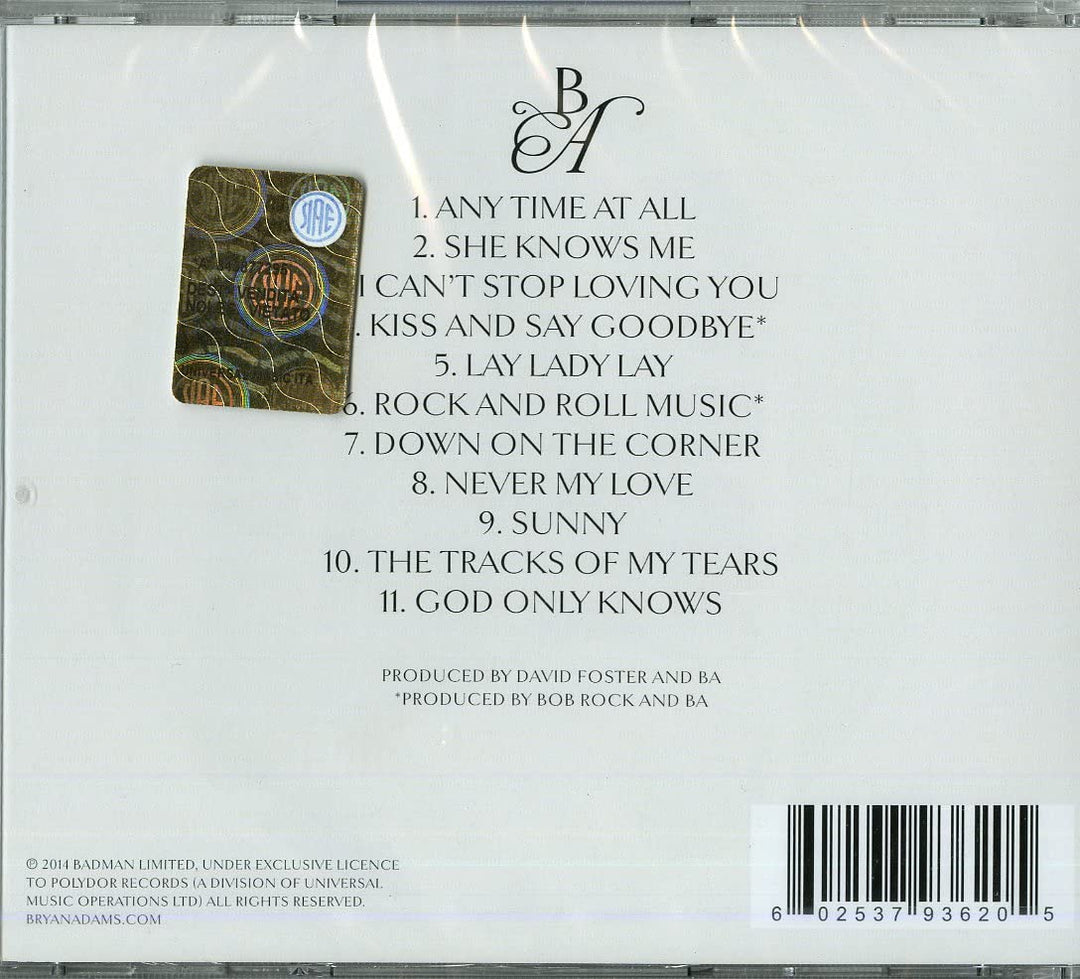 B
A
SIAE
1. ANY TIME AT ALL
2. SHE KNOWS ME
I CAN'T STOP LOVING YOU
. KISS AND SAY GOODBYE*
5. LAY LADY LAY
6. ROCK AND ROLL MUSIC*
7. DOWN ON THE CORNER
8. NEVER MY LOVE
9. SUNNY
10. THE TRACKS OF MY TEARS
11. GOD ONLY KNOWS
PRODUCED BY DAVID FOSTER AND BA
*PRODUCED BY BOB ROCK AND BA
℗ 2014 BADMAN LIMITED, UNDER EXCLUSIVE LICENCE
TO POLYDOR RECORDS (A DIVISION OF UNIVERSAL
MUSIC OPERATIONS LTD) ALL RIGHTS RESERVED.
BRYANADAMS.COM
6 02537 93620 5